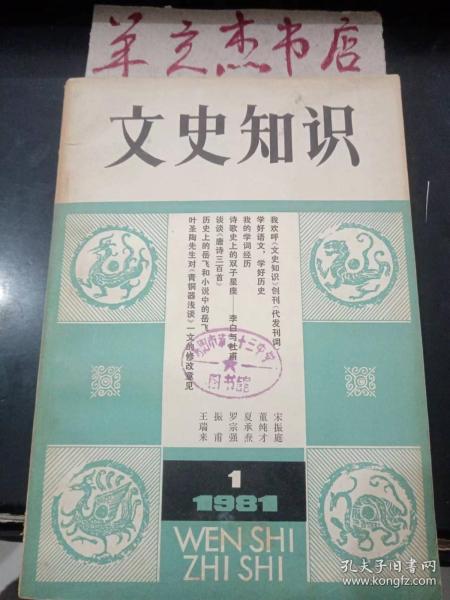 羊立杰书店
文史知识
我欢呼《文史知识》创刊(代发刊词)
学好语文，学好历史
我的学词经历
诗歌史上的双子星座——李白与杜甫
谈谈《唐诗三百首》
历史上的岳飞和小说中的岳飞
叶圣陶先生对《青铜器浅谈》一文的修改意见
宋振庭
董纯才
夏承焘
罗宗强
振甫
王瑞来
图书馆
1
1981
WEN SHI
ZHI SHI
孔夫子旧书网
www.kongfz.com